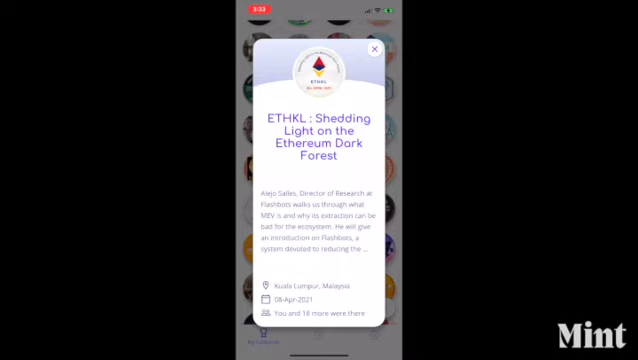 3:33
ETHKL
ETHKL : Shedding
Light on the
Ethereum Dark
Forest
Alejo Salles, Director of Research at
Flashbots walks us through what
MEV is and why its extraction can be
bad for the ecosystem. He will give
an introduction on Flashbots, a
system devoted to reducing the ...
Kuala Lumpur, Malaysia
08-Apr-2021
You and 18 more were there
Mint